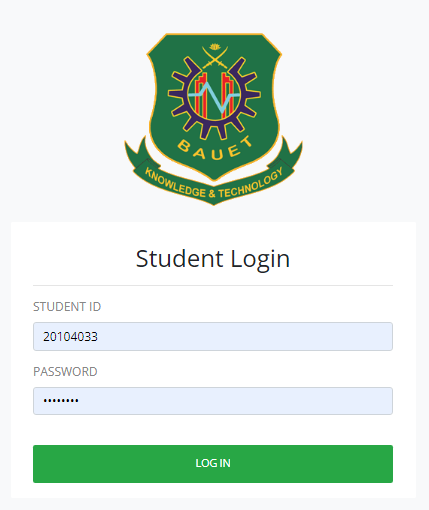 BAUET
KNOWLEDGE & TECHNOLOGY
Student Login
STUDENT ID
20104033
PASSWORD
••••••••
LOG IN